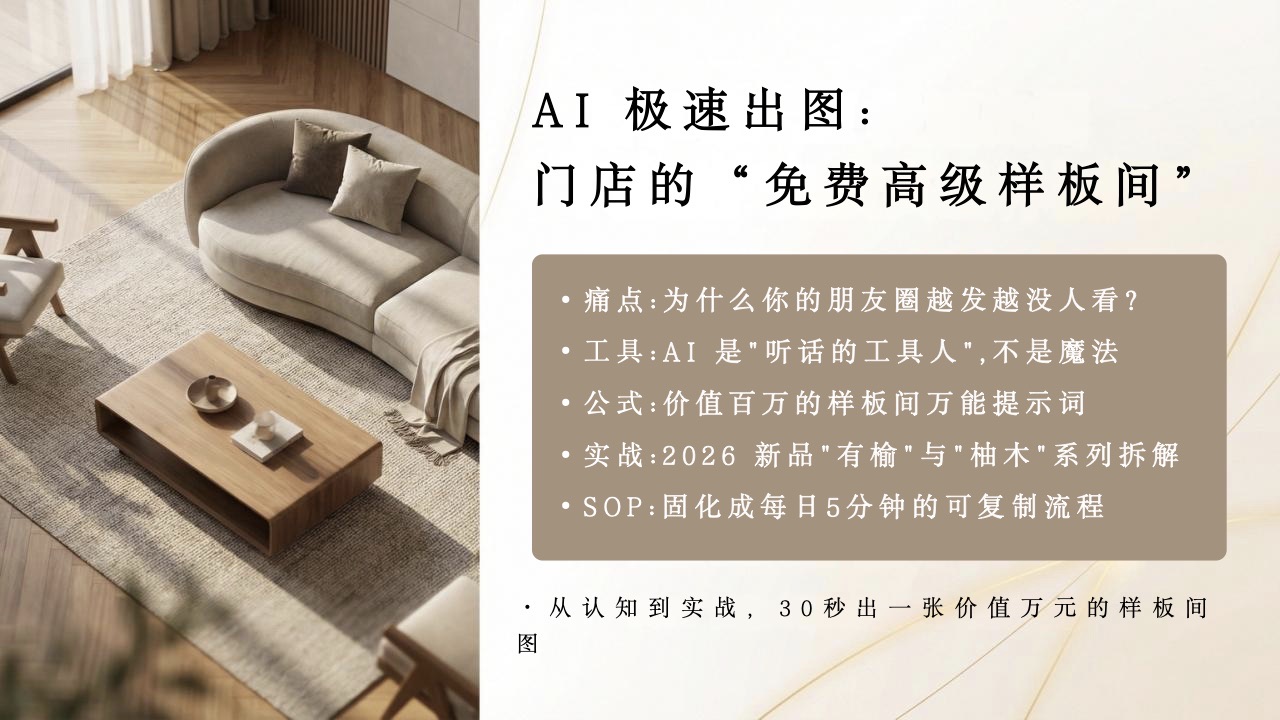 AI 极速出图:
门店的“免费高级样板间”
• 痛点:为什么你的朋友圈越发越没人看?
• 工具:AI 是"听话的工具人",不是魔法
• 公式:价值百万的样板间万能提示词
• 实战:2026 新品"有榆"与"柚木"系列拆解
• SOP:固化成每日5分钟的可复制流程
· 从认知到实战, 30秒出一张价值万元的样板间
图